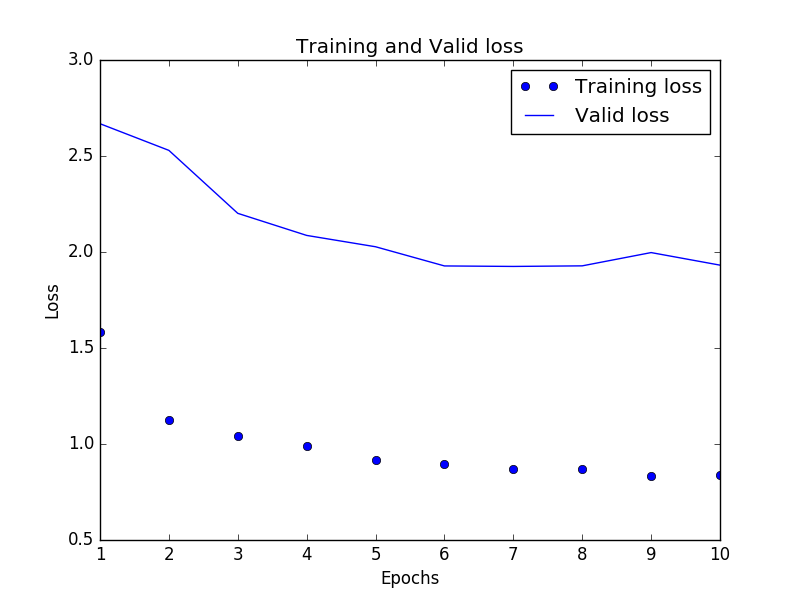 Training and Valid loss
3.0
Training loss
Valid loss
2.5
2.0
Loss
1.5
1.0
0.5
1 2 3 4 5 6 7 8 9 10
Epochs